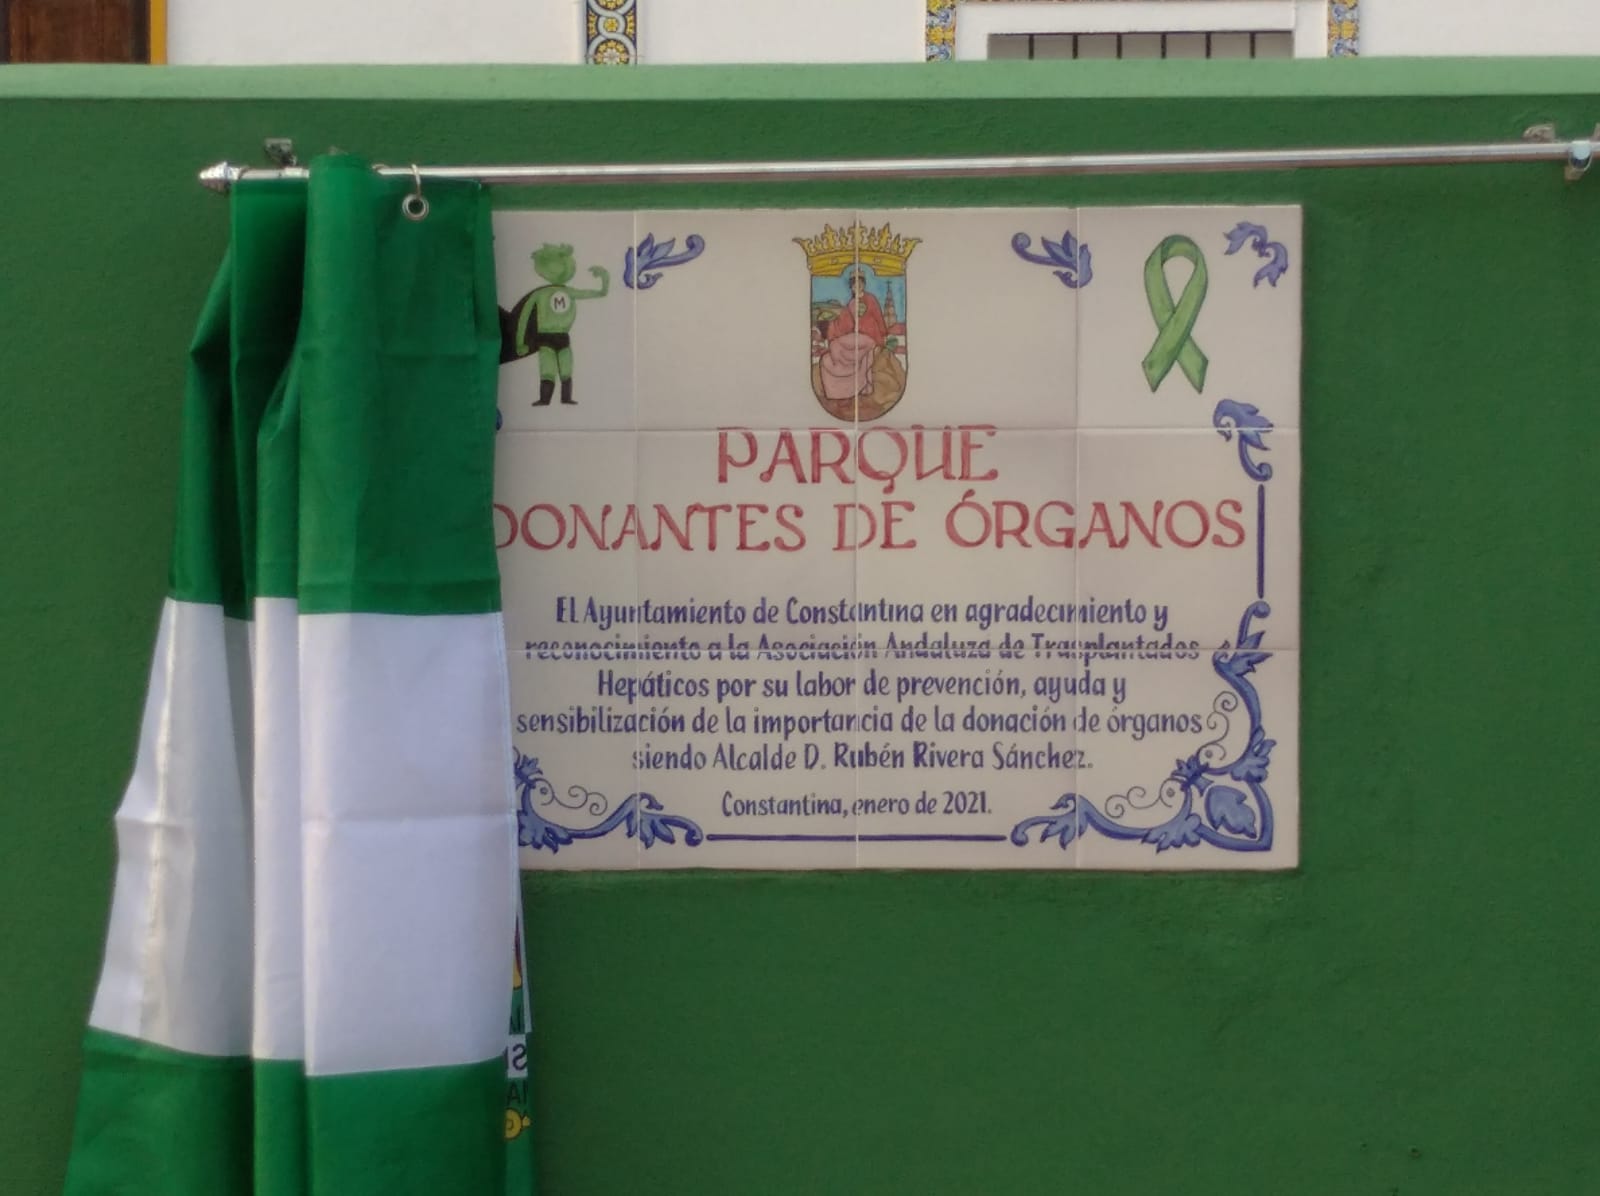 M
PARQUE
DONANTES DE ÓRGANOS
El Ayuntamiento de Constantina en agradecimiento y
reconocimiento a la Asociación Andaluza de Trasplantados
Hepáticos por su labor de prevención, ayuda y
sensibilización de la importancia de la donación de órganos
siendo Alcalde D. Rubén Rivera Sánchez.
Constantina, enero de 2021.